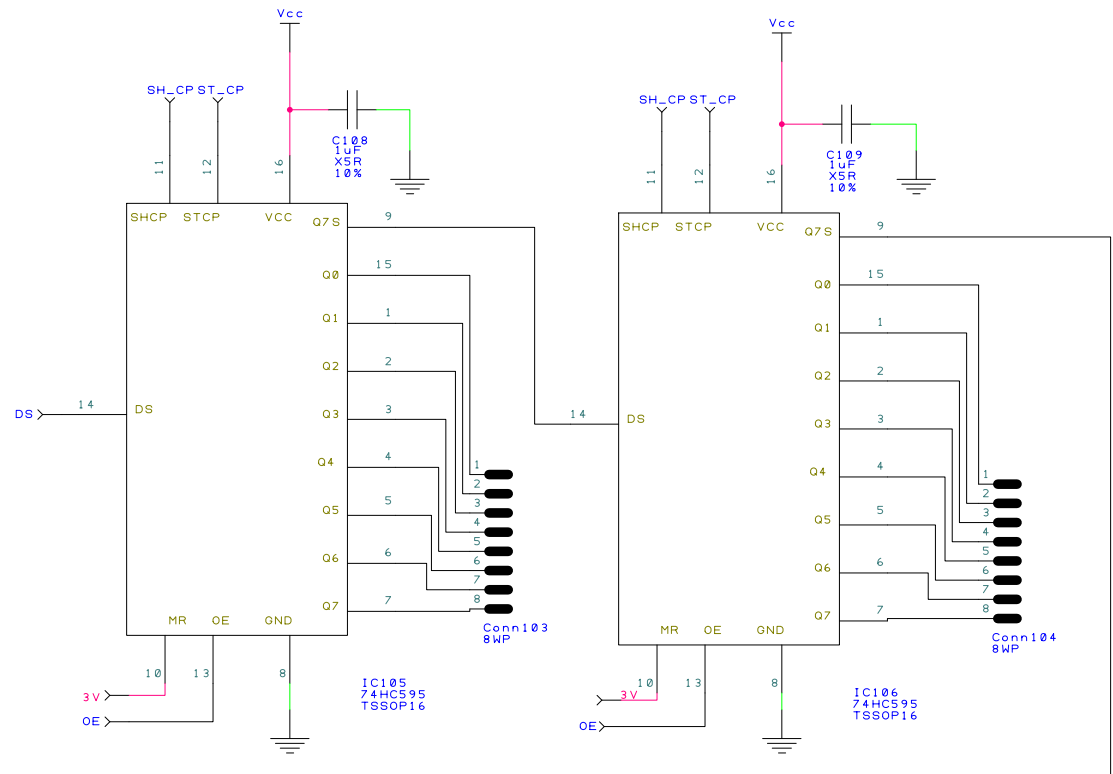 Vcc
SH_CP ST_CP
C108
1uF
X5R
10%
11
12
16
SHCP STCP VCC
Q7S
9
Q0
15
Q1
1
Q2
2
DS
14
DS
Q3
3
Q4
4
Q5
5
Q6
6
Q7
7
1
2
3
4
5
6
7
8
Conn103
8WP
MR OE GND
10
13
8
3V
OE
IC105
74HC595
TSSOP16
Vcc
SH_CP ST_CP
C109
1uF
X5R
10%
11
12
16
SHCP STCP VCC
Q7S
9
Q0
15
Q1
1
Q2
2
14
DS
Q3
3
Q4
4
Q5
5
Q6
6
Q7
7
1
2
3
4
5
6
7
8
Conn104
8WP
MR OE GND
10
13
8
3V
OE
IC106
74HC595
TSSOP16